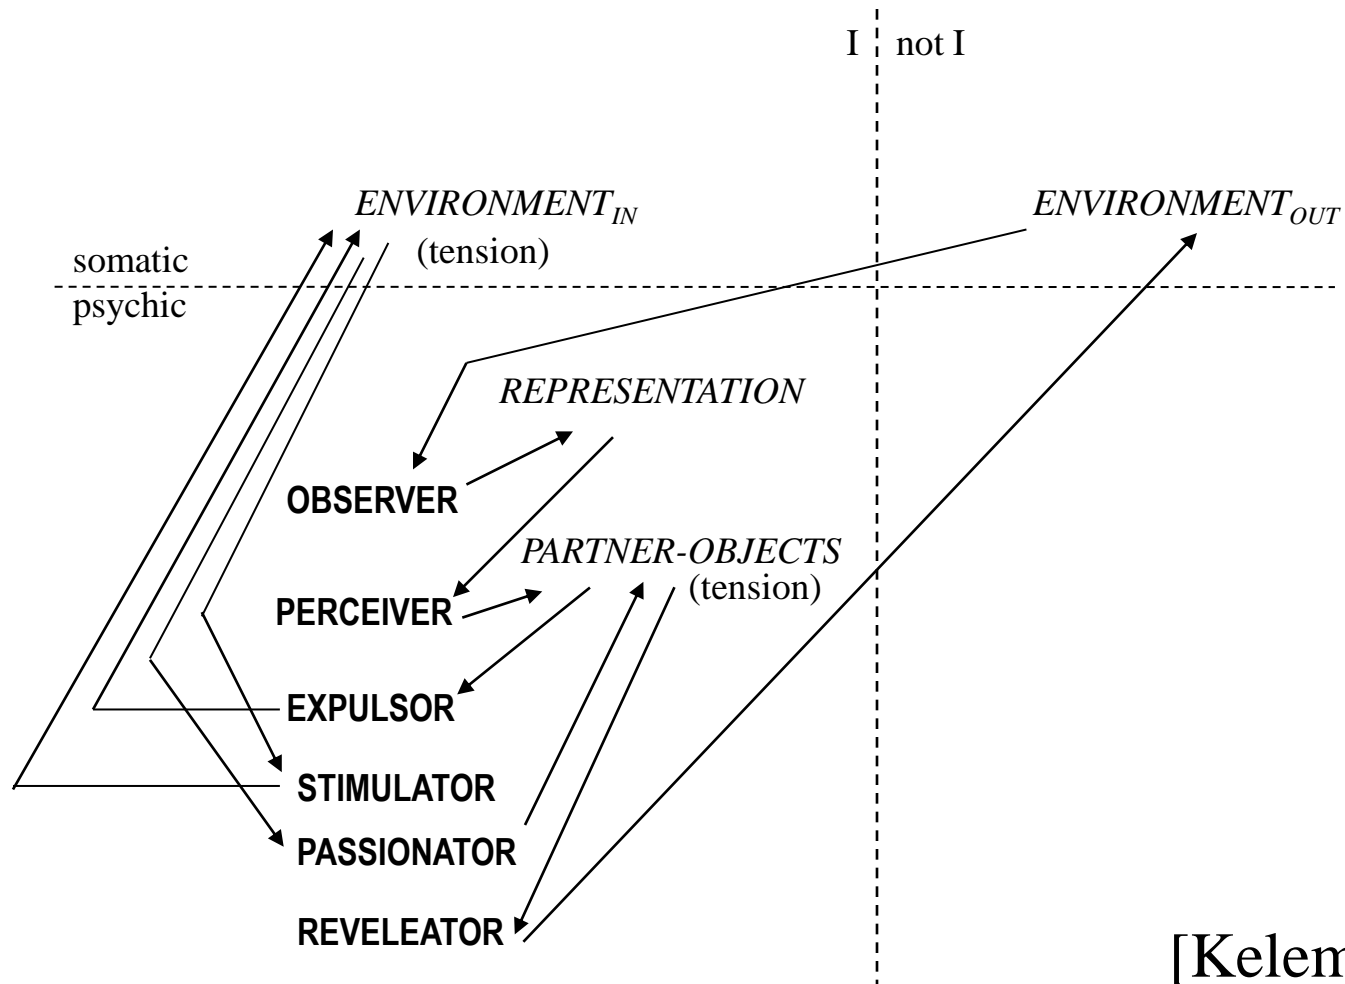 I not I
ENVIRONMENT_IN
ENVIRONMENT_OUT
(tension)
somatic
psychic
REPRESENTATION
OBSERVER
PARTNER-OBJECTS
(tension)
PERCEIVER
EXPULSOR
STIMULATOR
PASSIONATOR
REVELEATOR
[Kelem